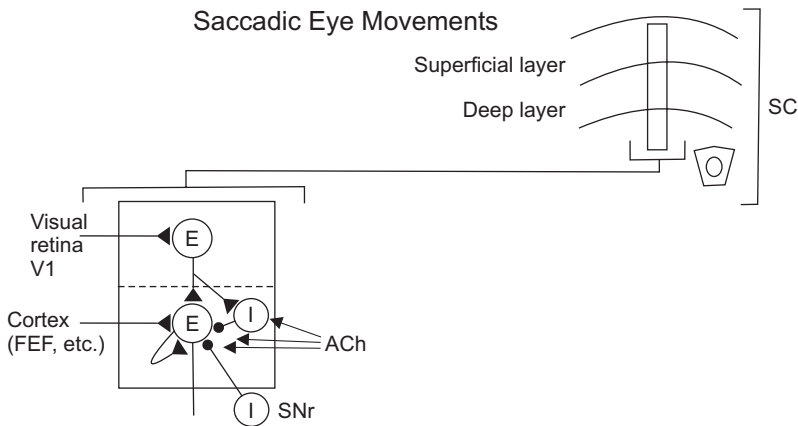 Saccadic Eye Movements
Superficial layer
Deep layer
SC
Visual
retina
V1
E
Cortex
(FEF, etc.)
E
I
ACh
I
SNr